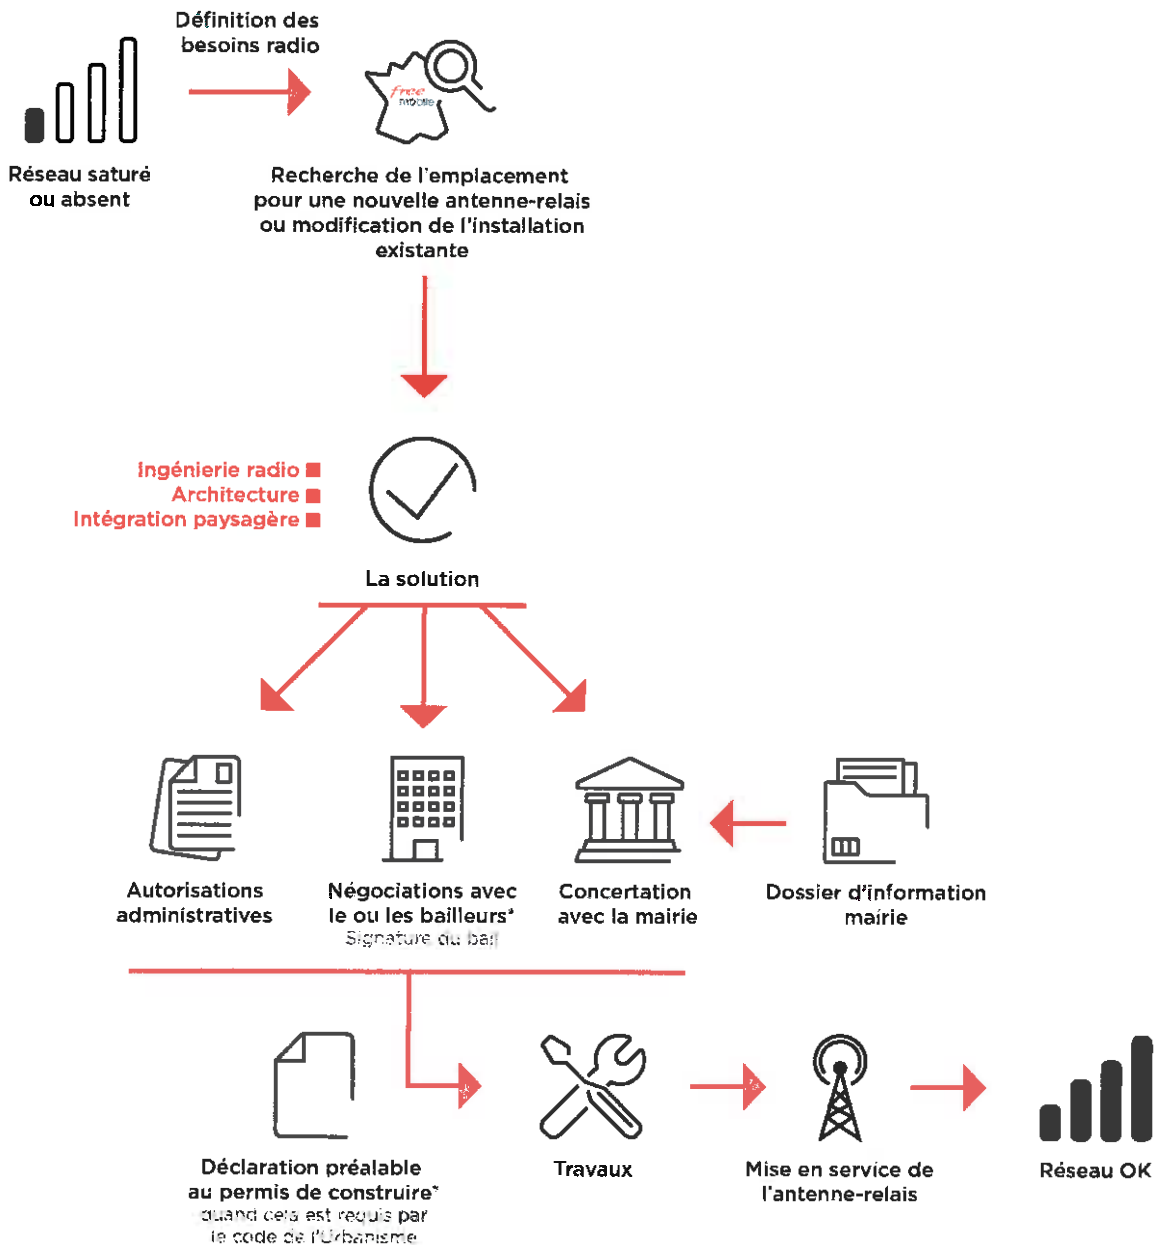 Définition des
besoins radio
free
mobile
Réseau saturé
ou absent
Recherche de l'emplacement
pour une nouvelle antenne-relais
ou modification de l'installation
existante
Ingénierie radio
Architecture
Intégration paysagère
La solution
Autorisations
administratives
Négociations avec
le ou les bailleurs*
Signature du bail
Concertation
avec la mairie
Dossier d'information
mairie
Déclaration préalable
au permis de construire*
quand cela est requis par
le code de l'Urbanisme
Travaux
Mise en service de
l'antenne-relais
Réseau OK